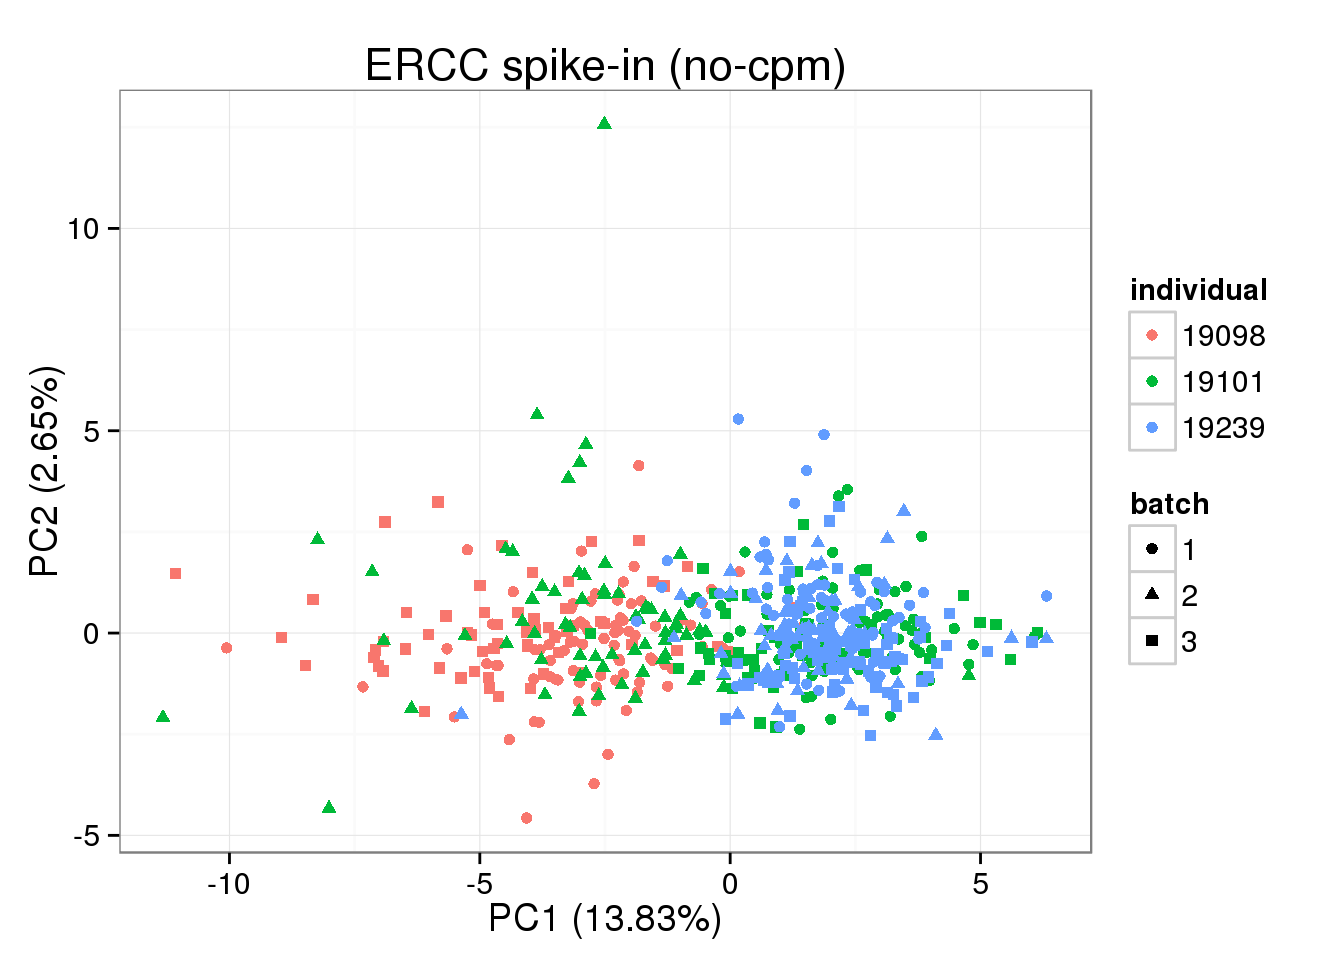 ERCC spike-in (no-cpm)
10
5
0
-5
PC2 (2.65%)
-10
-5
0
5
PC1 (13.83%)
individual
19098
19101
19239
batch
1
2
3